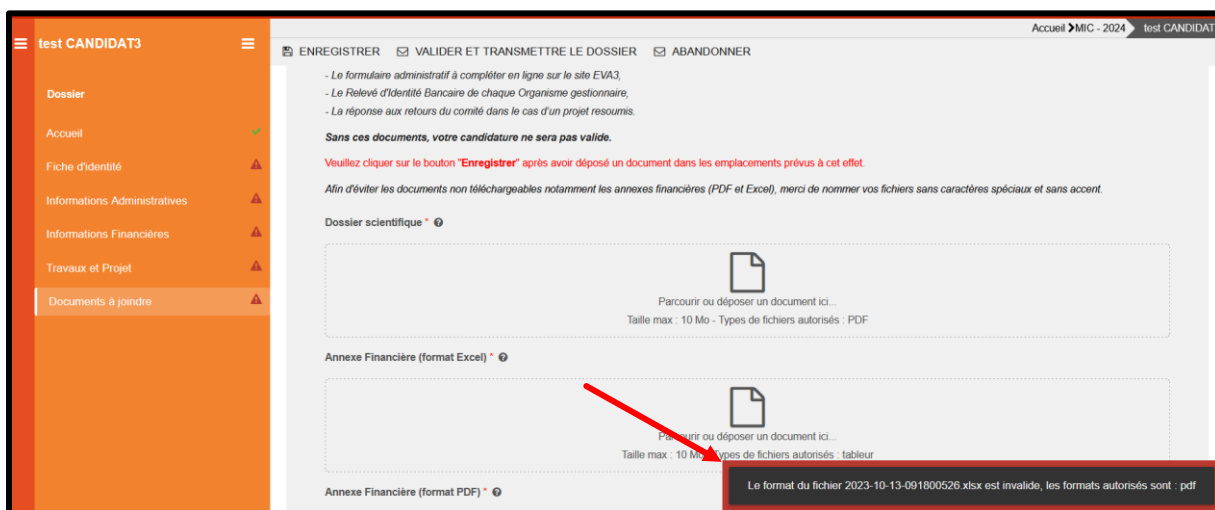 Accueil MIC - 2024 test CANDIDAT
test CANDIDAT3
ENREGISTRER VALIDER ET TRANSMETTRE LE DOSSIER ABANDONNER
Dossier
Accueil
Fiche d'identité
Informations Administratives
Informations Financières
Travaux et Projet
Documents à joindre
- Le formulaire administratif à compléter en ligne sur le site EVA3,
- Le Relevé d'Identité Bancaire de chaque Organisme gestionnaire,
- La réponse aux retours du comité dans le cas d'un projet resoumis.
Sans ces documents, votre candidature ne sera pas valide.
Veuillez cliquer sur le bouton "Enregistrer" après avoir déposé un document dans les emplacements prévus à cet effet.
Afin d'éviter les documents non téléchargeables notamment les annexes financières (PDF et Excel), merci de nommer vos fichiers sans caractères spéciaux et sans accent.
Dossier scientifique *
Parcourir ou déposer un document ici...
Taille max : 10 Mo - Types de fichiers autorisés : PDF
Annexe Financière (format Excel) *
Parcourir ou déposer un document ici...
Taille max : 10 Mo - Types de fichiers autorisés : tableur
Annexe Financière (format PDF) *
Le format du fichier 2023-10-13-091800526.xlsx est invalide, les formats autorisés sont : pdf